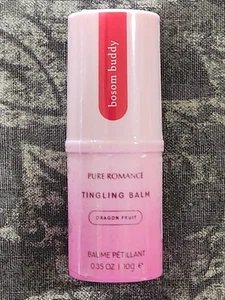 bosom buddy
PURE ROMANCE
TINGLING BALM
DRAGON FRUIT
BAUME PÉTILLANT
0.35 OZ | 10g ℮